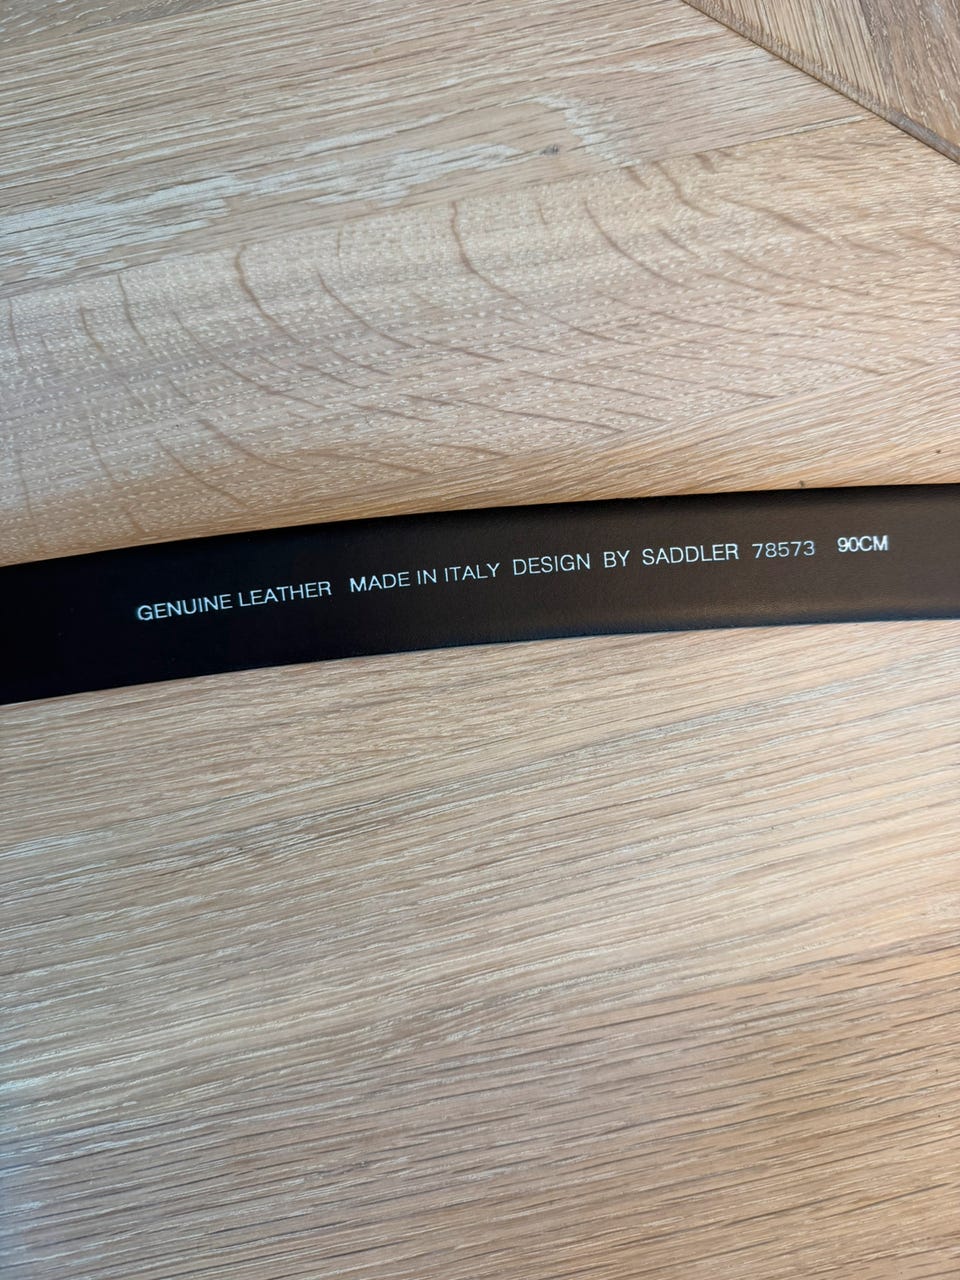 GENUINE LEATHER MADE IN ITALY DESIGN BY SADDLER 78573 90CM